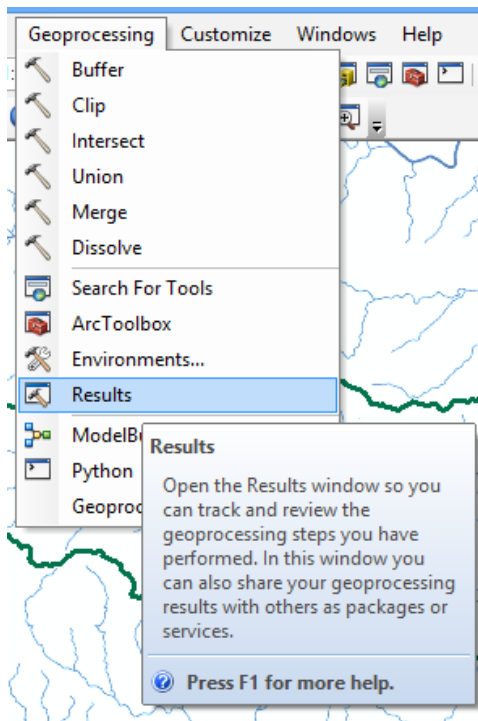 Geoprocessing Customize Windows Help
Buffer
Clip
Intersect
Union
Merge
Dissolve
Search For Tools
ArcToolbox
Environments...
Results
Python
Results
Open the Results window so you
can track and review the
geoprocessing steps you have
performed. In this window you
can also share your geoprocessing
results with others as packages or
services.
Press F1 for more help.